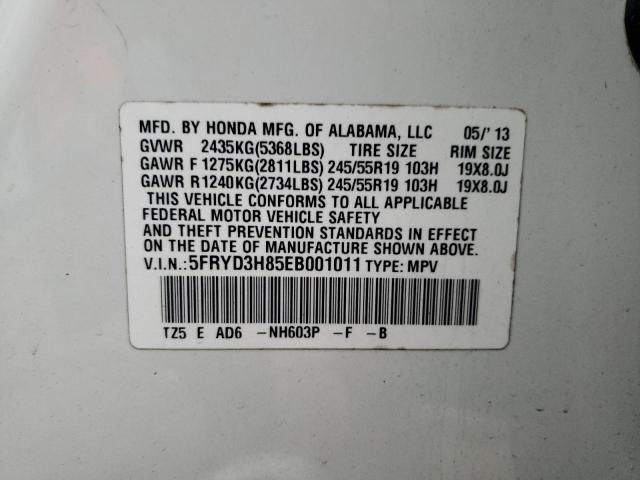 MFD. BY HONDA MFG. OF ALABAMA, LLC 05/'13
GVWR 2435KG(5368LBS) TIRE SIZE RIM SIZE
GAWR F 1275KG(2811LBS) 245/55R19 103H 19X8.0J
GAWR R1240KG(2734LBS) 245/55R19 103H 19X8.0J
THIS VEHICLE CONFORMS TO ALL APPLICABLE
FEDERAL MOTOR VEHICLE SAFETY
AND THEFT PREVENTION STANDARDS IN EFFECT
ON THE DATE OF MANUFACTURE SHOWN ABOVE.
V.I.N.:5FRYD3H85EB001011 TYPE: MPV
TZ5 E AD6 -NH603P -F -B